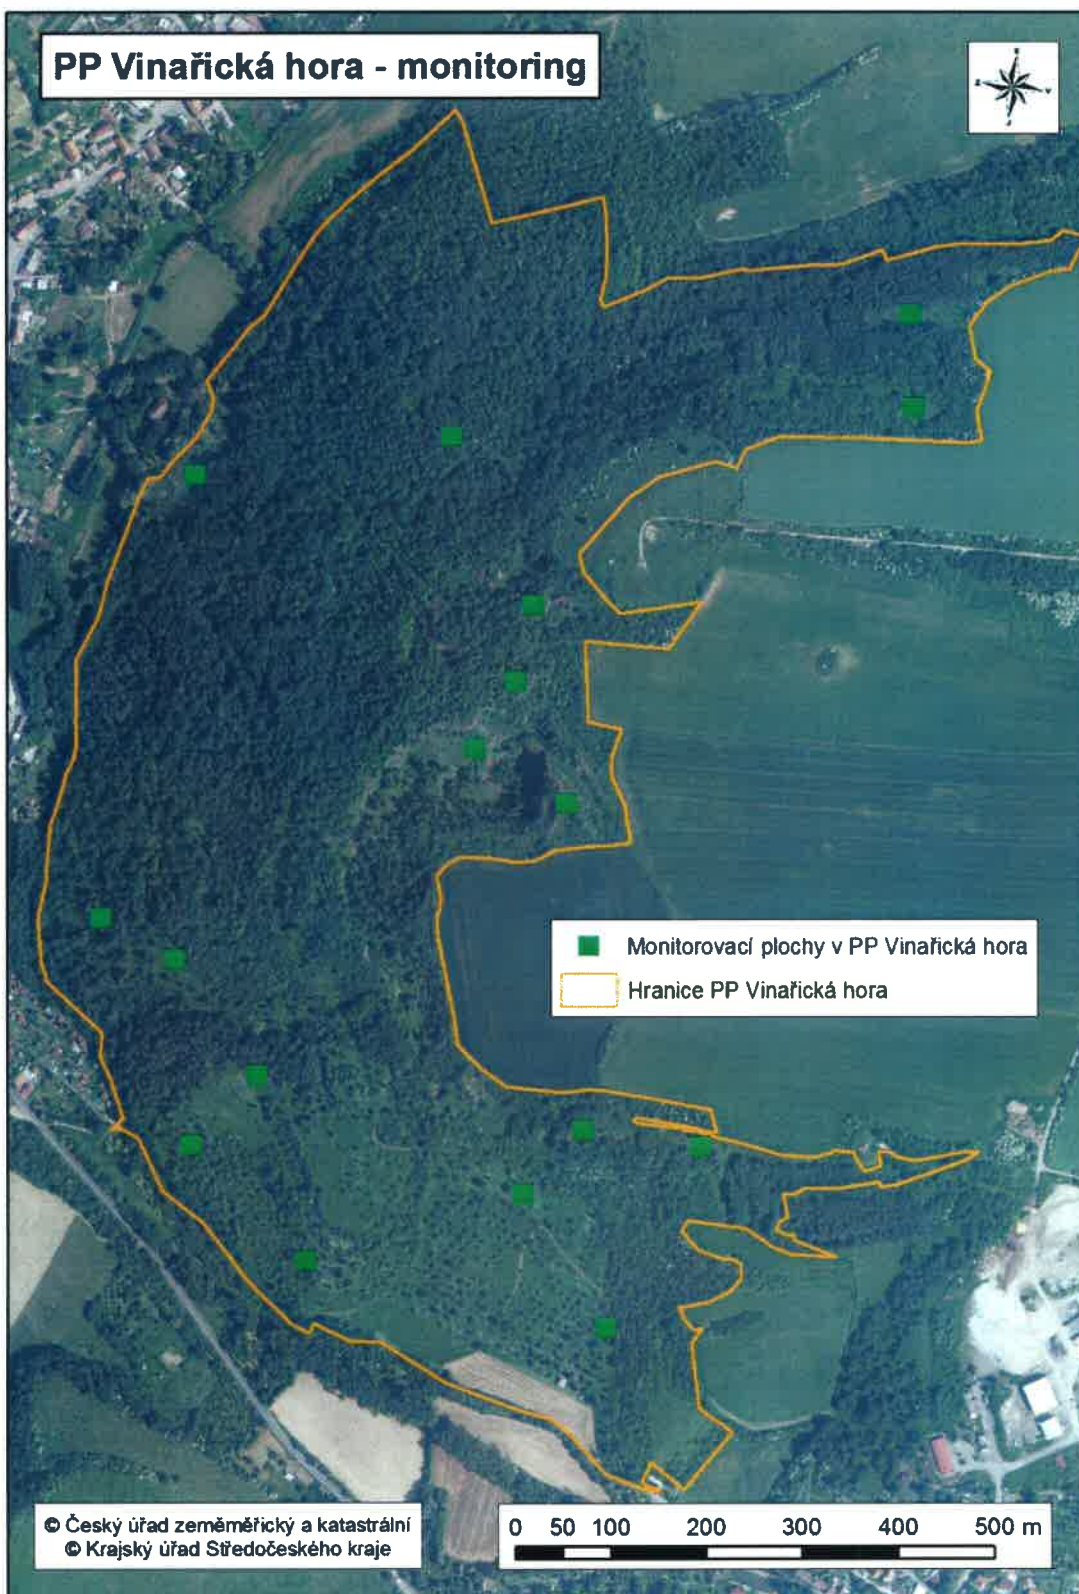 PP Vinařická hora - monitoring
Monitorovací plochy v PP Vinařická hora
Hranice PP Vinařická hora
© Český úřad zeměměřický a katastrální
© Krajský úřad Středočeského kraje
0 50 100 200 300 400 500 m